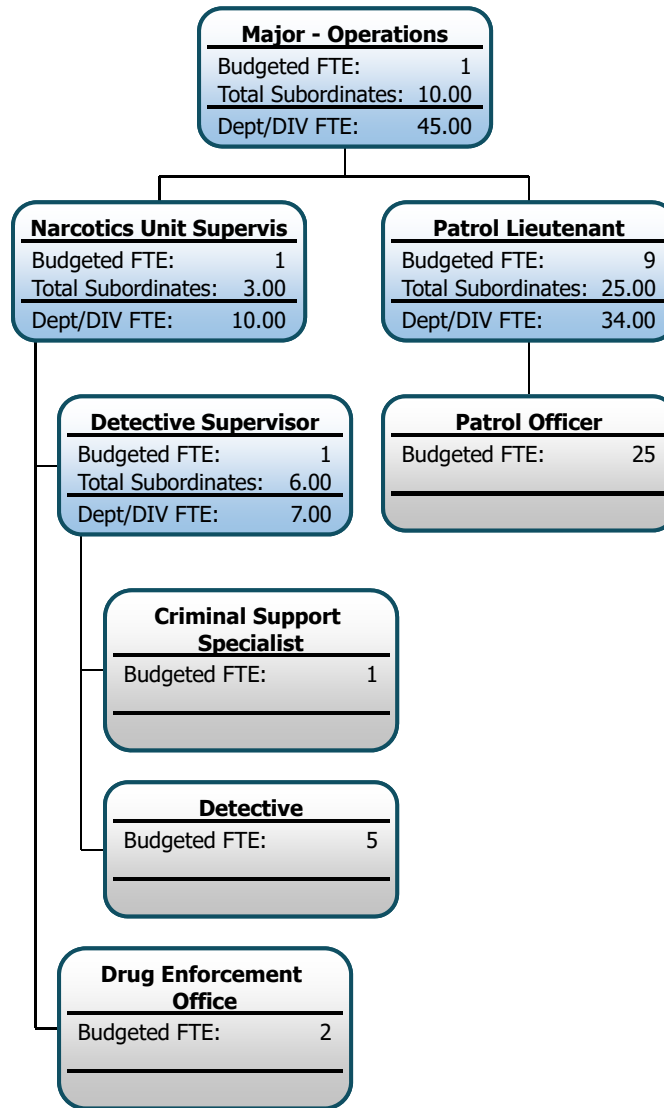 Major - Operations
Budgeted FTE: 1
Total Subordinates: 10.00
Dept/DIV FTE: 45.00
Narcotics Unit Supervis
Budgeted FTE: 1
Total Subordinates: 3.00
Dept/DIV FTE: 10.00
Patrol Lieutenant
Budgeted FTE: 9
Total Subordinates: 25.00
Dept/DIV FTE: 34.00
Detective Supervisor
Budgeted FTE: 1
Total Subordinates: 6.00
Dept/DIV FTE: 7.00
Patrol Officer
Budgeted FTE: 25
Criminal Support
Specialist
Budgeted FTE: 1
Detective
Budgeted FTE: 5
Drug Enforcement
Office
Budgeted FTE: 2